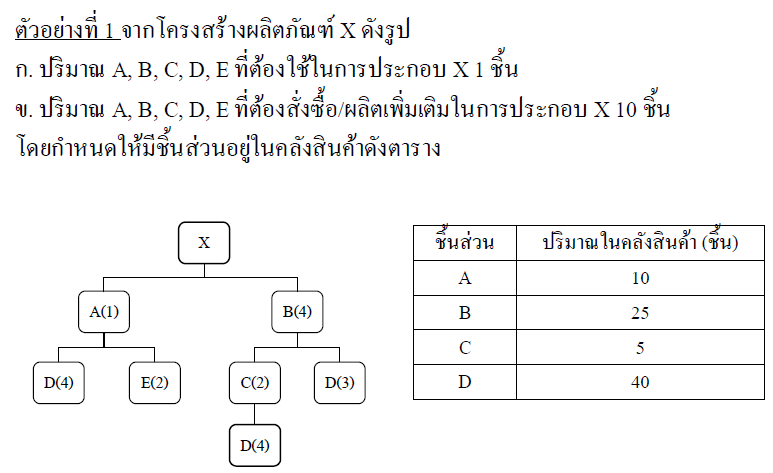 ตัวอย่างที่ 1 จากโครงสร้างผลิตภัณฑ์ X ดังรูป
ก. ปริมาณ A, B, C, D, E ที่ต้องใช้ในการประกอบ X 1 ชิ้น
ข. ปริมาณ A, B, C, D, E ที่ต้องสั่งซื้อ/ผลิตเพิ่มเติมในการประกอบ X 10 ชิ้น
โดยกำหนดให้มีชิ้นส่วนอยู่ในคลังสินค้าดังตาราง
X
A(1) B(4)
D(4) E(2) C(2) D(3)
D(4)
ชิ้นส่วน ปริมาณในคลังสินค้า (ชิ้น)
A 10
B 25
C 5
D 40